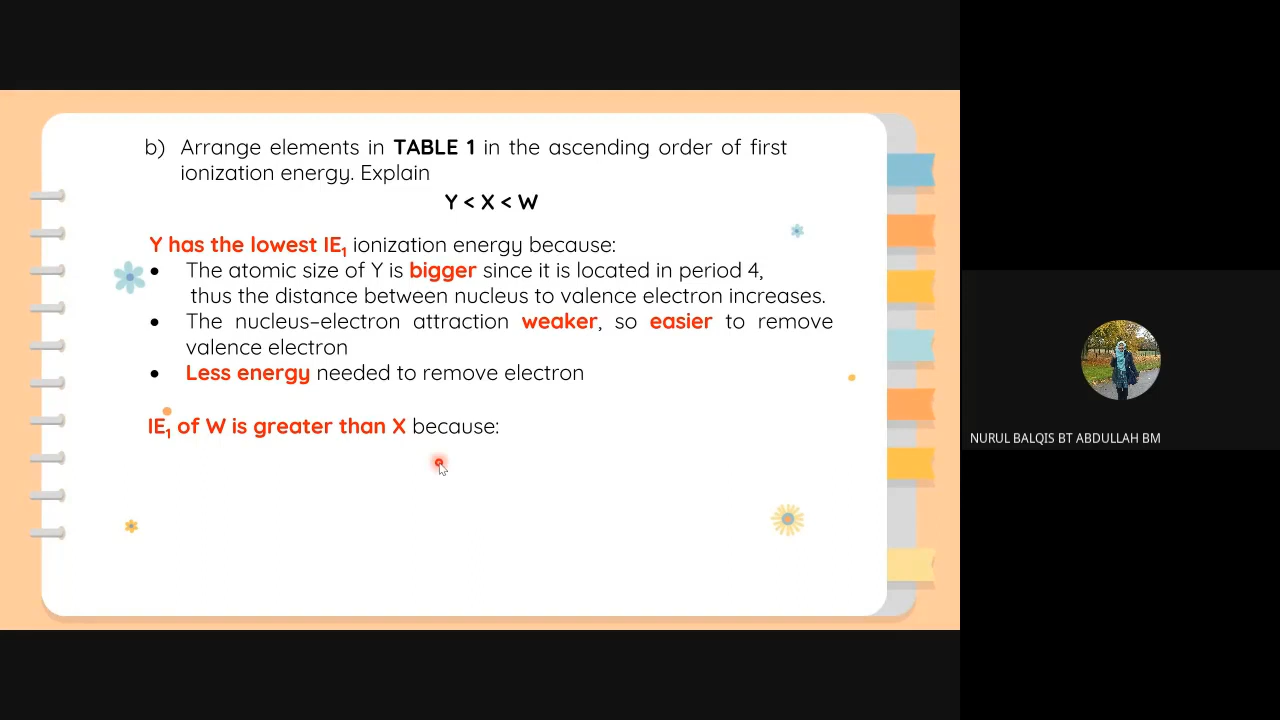 b) Arrange elements in TABLE 1 in the ascending order of first
ionization energy. Explain
Y < X < W
Y has the lowest IE1 ionization energy because:
• The atomic size of Y is bigger since it is located in period 4,
thus the distance between nucleus to valence electron increases.
• The nucleus–electron attraction weaker, so easier to remove
valence electron
• Less energy needed to remove electron
IE1 of W is greater than X because:
NURUL BALQIS BT ABDULLAH BM